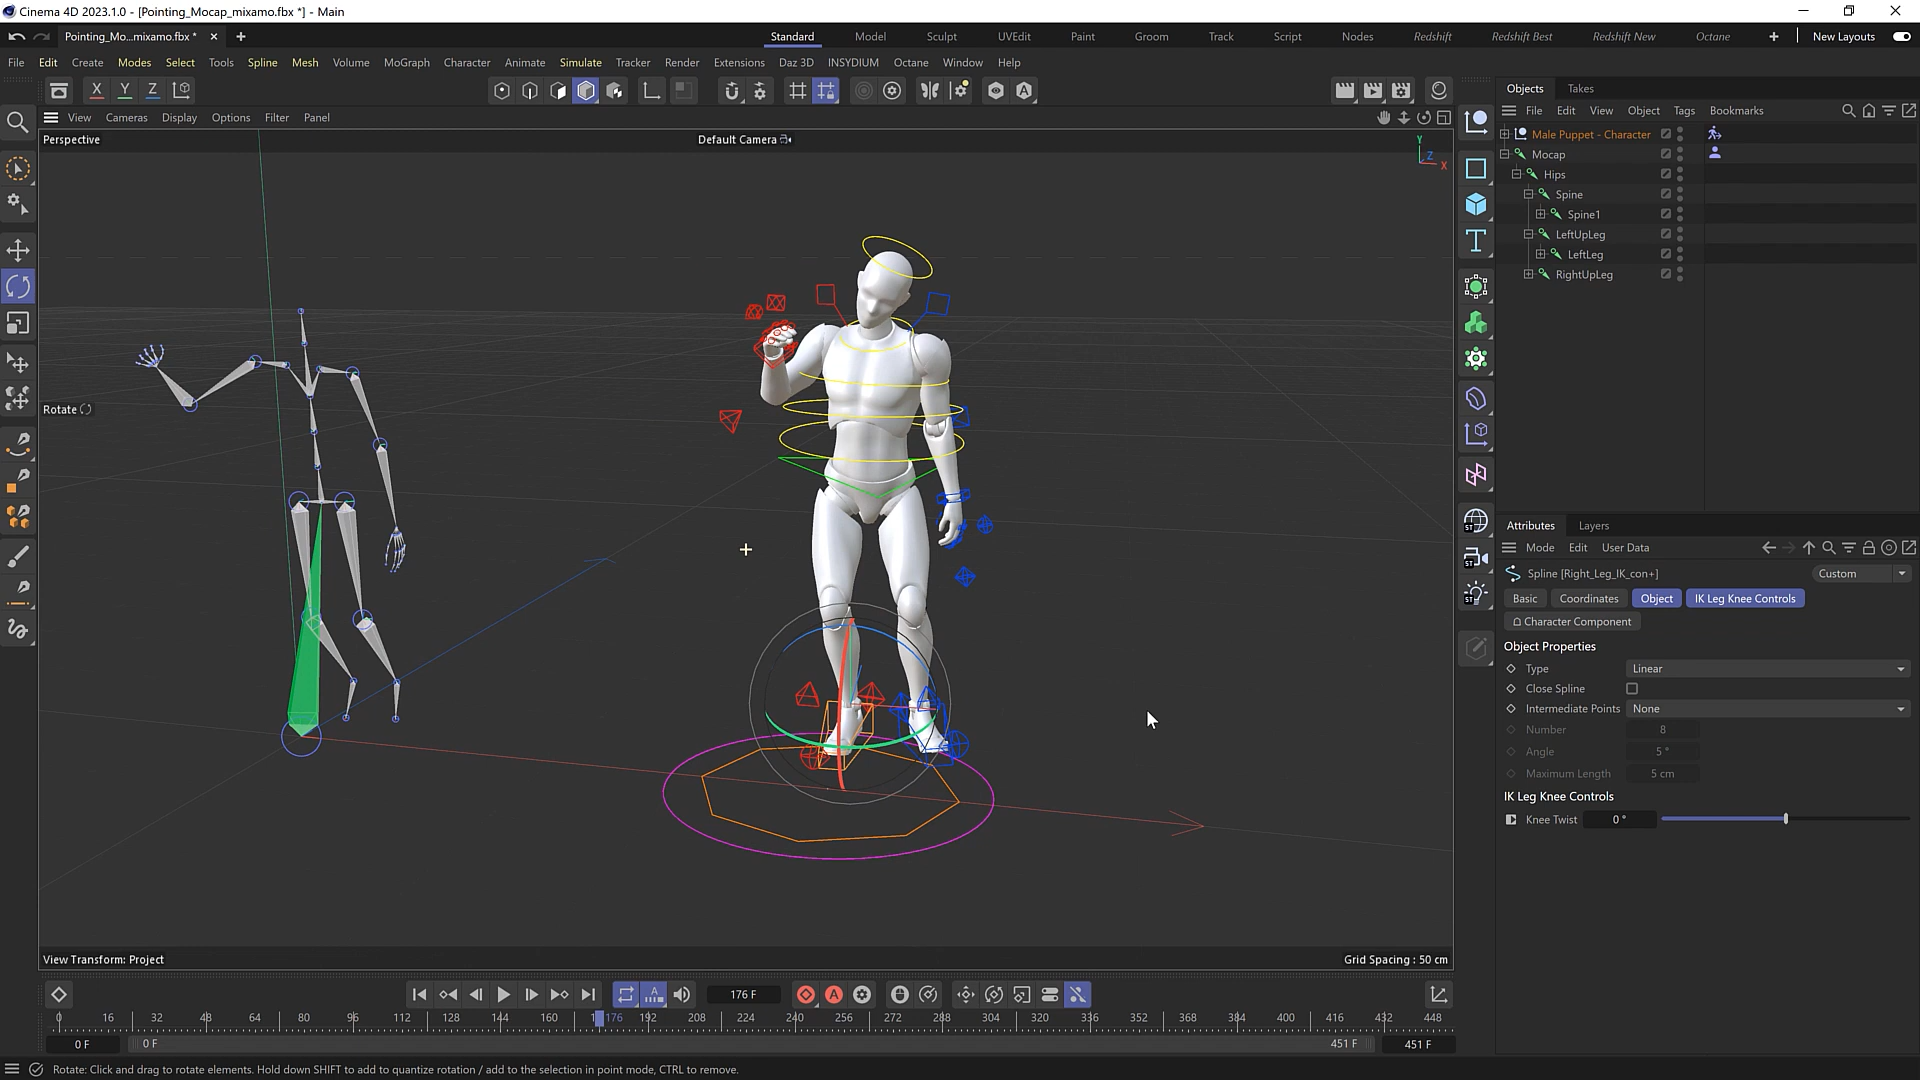 Cinema 4D 2023.1.0 - [Pointing_Mocap_mixamo.fbx *] - Main
Pointing_Mo...mixamo.fbx *
Standard Model Sculpt UVEdit Paint Groom Track Script Nodes Redshift Redshift Best Redshift New Octane New Layouts
File Edit Create Modes Select Tools Spline Mesh Volume MoGraph Character Animate Simulate Tracker Render Extensions Daz 3D INSYDIUM Octane Window Help
X Y Z
View Cameras Display Options Filter Panel
Perspective
Default Camera
Y
Z
X
Rotate
View Transform: Project
Grid Spacing : 50 cm
Objects Takes
File Edit View Object Tags Bookmarks
Male Puppet - Character
Mocap
Hips
Spine
Spine1
LeftUpLeg
LeftLeg
RightUpLeg
ST
ST
ST
Attributes Layers
Mode Edit User Data
Spline [Right_Leg_IK_con+]
Custom
Basic Coordinates Object IK Leg Knee Controls
Character Component
Object Properties
Type Linear
Close Spline
Intermediate Points None
Number 8
Angle 5 °
Maximum Length 5 cm
IK Leg Knee Controls
Knee Twist 0 °
A 176 F A
0 16 32 48 64 80 96 112 128 144 160 176 192 208 224 240 256 272 288 304 320 336 352 368 384 400 416 432 448
0 F 0 F 451 F 451 F
Rotate: Click and drag to rotate elements. Hold down SHIFT to add to quantize rotation / add to the selection in point mode, CTRL to remove.